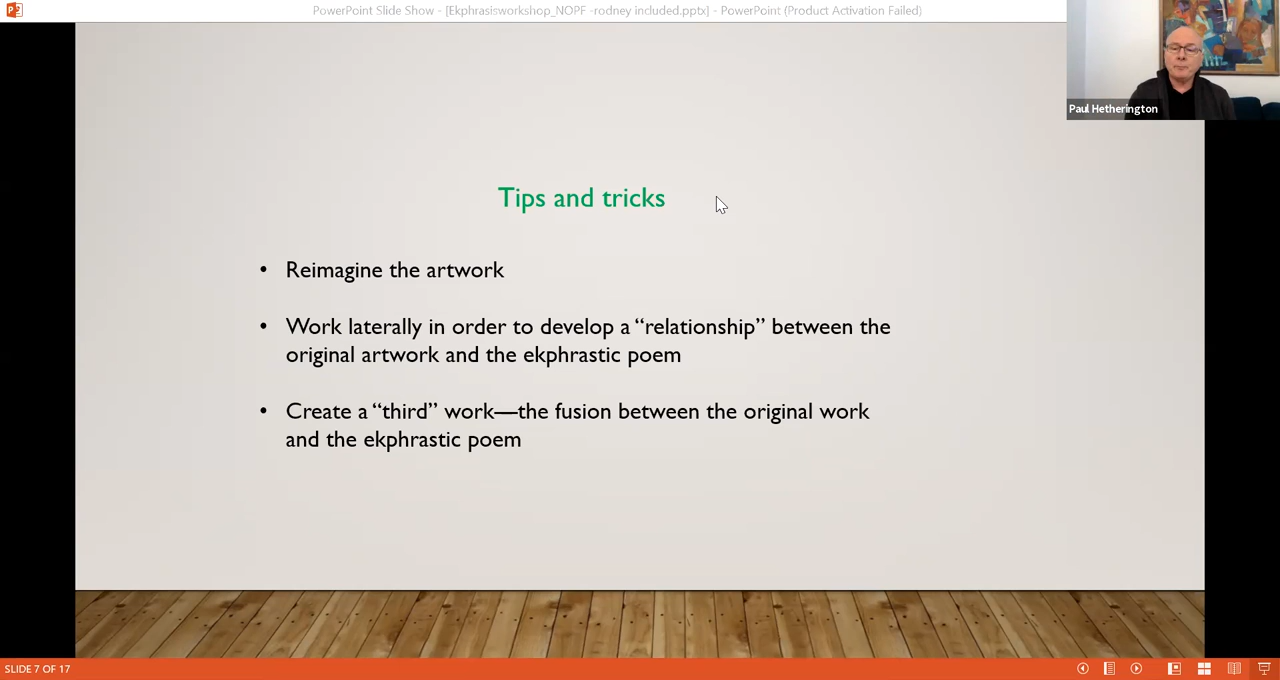 PowerPoint Slide Show - [Ekphrasisworkshop_NOPF -rodney included.pptx] - PowerPoint (Product Activation Failed)
Paul Hetherington
Tips and tricks
• Reimagine the artwork
• Work laterally in order to develop a “relationship” between the
original artwork and the ekphrastic poem
• Create a “third” work—the fusion between the original work
and the ekphrastic poem
SLIDE 7 OF 17